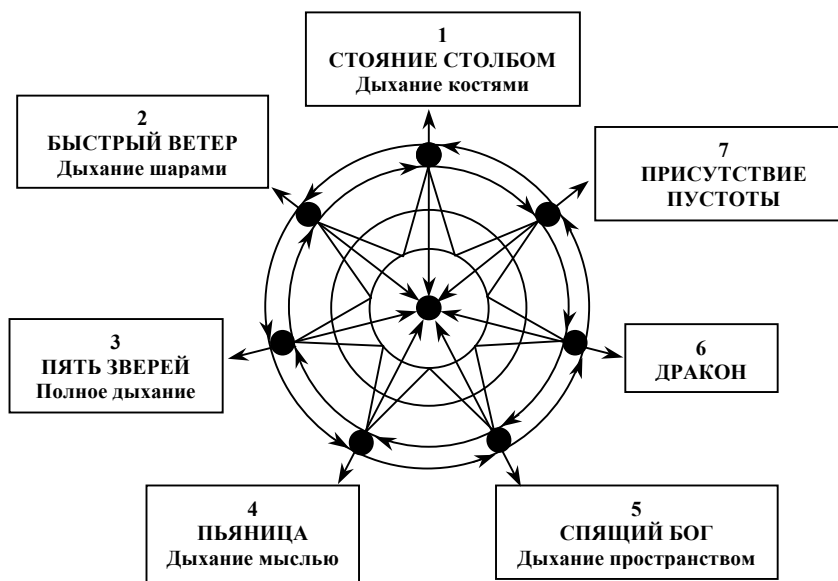 1
СТОЯНИЕ СТОЛБОМ
Дыхание костями
2
БЫСТРЫЙ ВЕТЕР
Дыхание шарами
7
ПРИСУТСТВИЕ
ПУСТОТЫ
3
ПЯТЬ ЗВЕРЕЙ
Полное дыхание
6
ДРАКОН
4
ПЬЯНИЦА
Дыхание мыслью
5
СПЯЩИЙ БОГ
Дыхание пространством